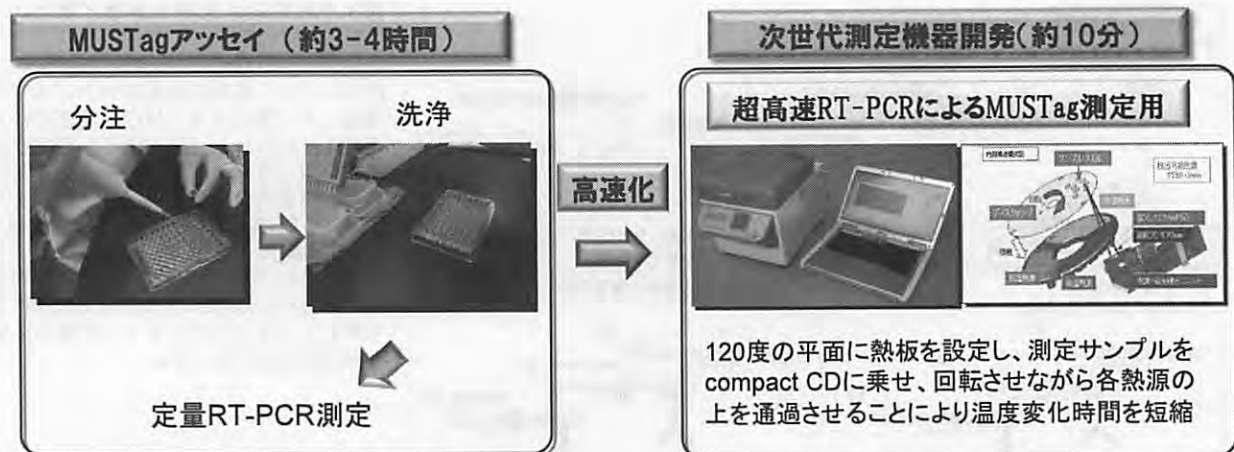 MUSTagアッセイ（約3-4時間）
分注
洗浄
定量RT-PCR測定
高速化
次世代測定機器開発（約10分）
超高速RT-PCRによるMUSTag測定用
120度の平面に熱板を設定し、測定サンプルを
compact CDに乗せ、回転させながら各熱源の
上を通過させることにより温度変化時間を短縮